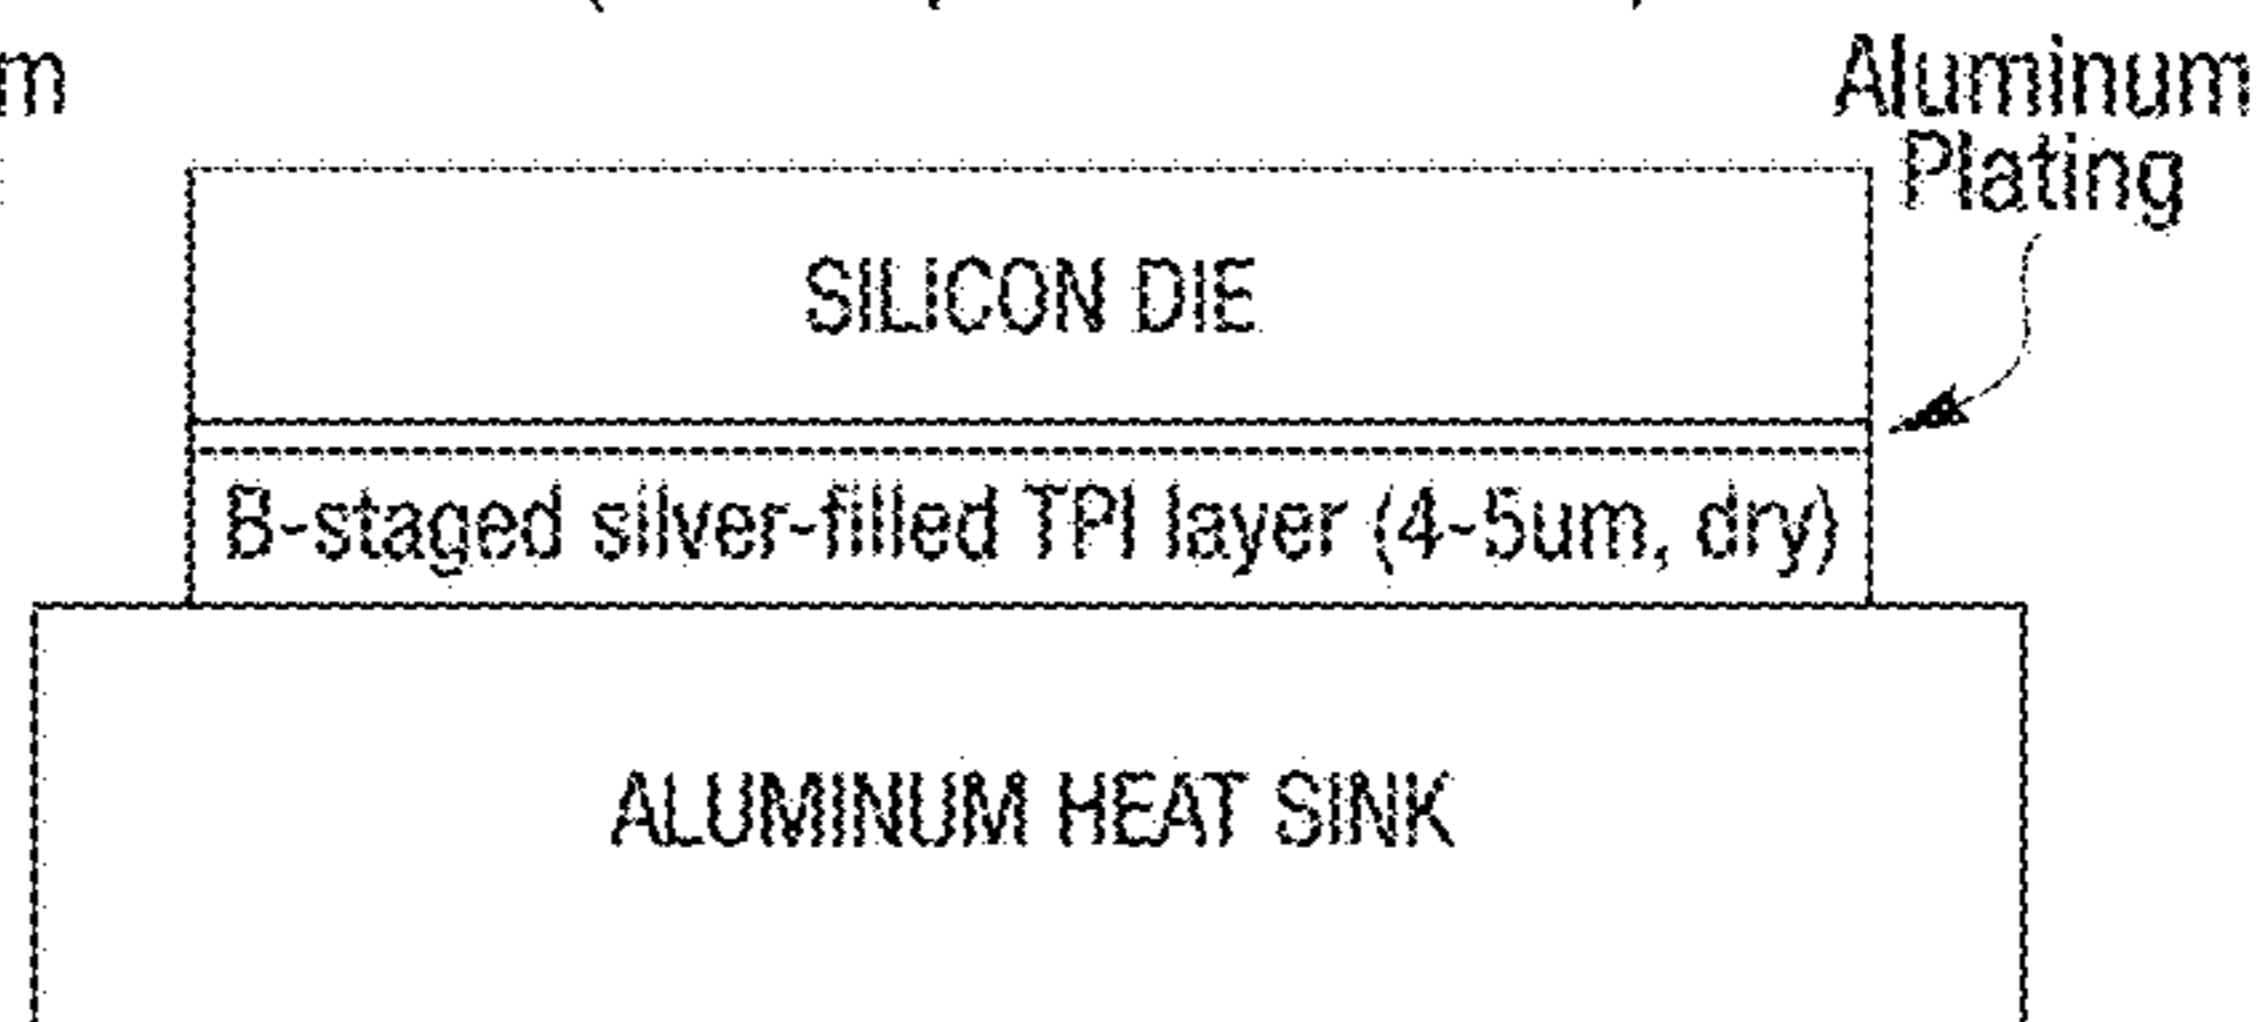 Aluminum
Plating
SILICON DIE
B-staged silver-filled TPI layer (4-5um, dry)
ALUMINUM HEAT SINK